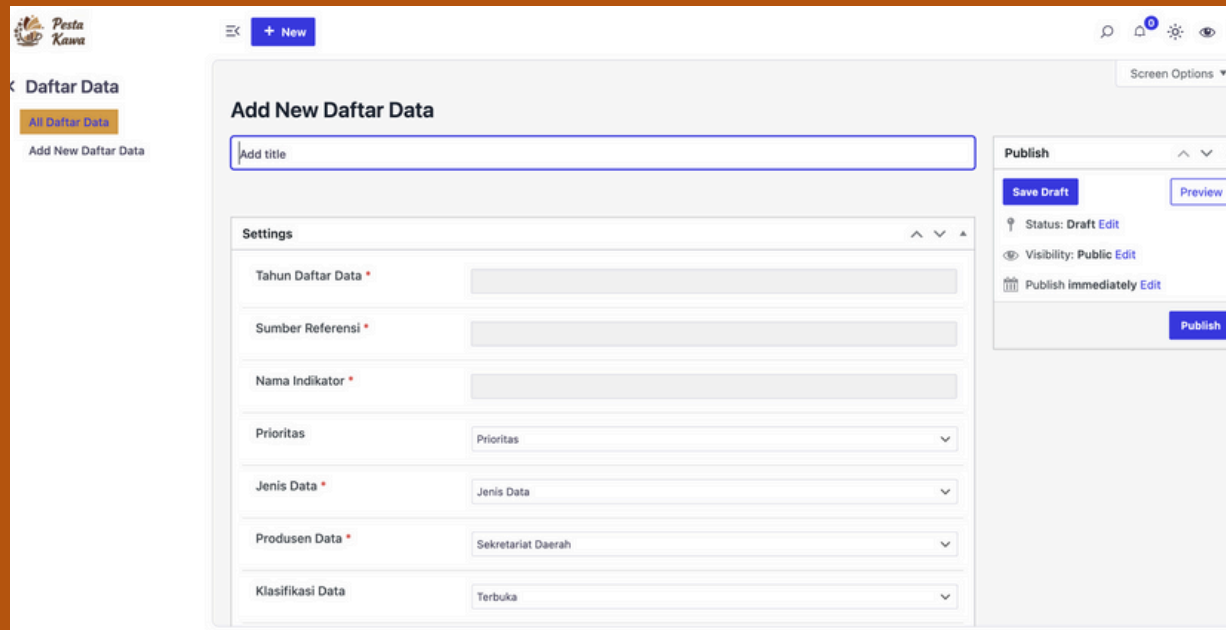 Pesta
Kawa
+ New
0
Screen Options
Daftar Data
All Daftar Data
Add New Daftar Data
Add New Daftar Data
Add title
Settings
Tahun Daftar Data *
Sumber Referensi *
Nama Indikator *
Prioritas
Prioritas
Jenis Data *
Jenis Data
Produsen Data *
Sekretariat Daerah
Klasifikasi Data
Terbuka
Publish
Save Draft
Preview
Status: Draft Edit
Visibility: Public Edit
Publish immediately Edit
Publish